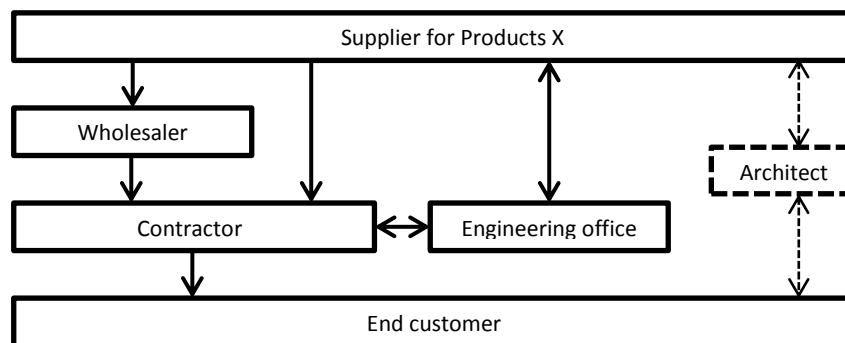 Supplier for Products X
Wholesaler
Architect
Contractor
Engineering office
End customer